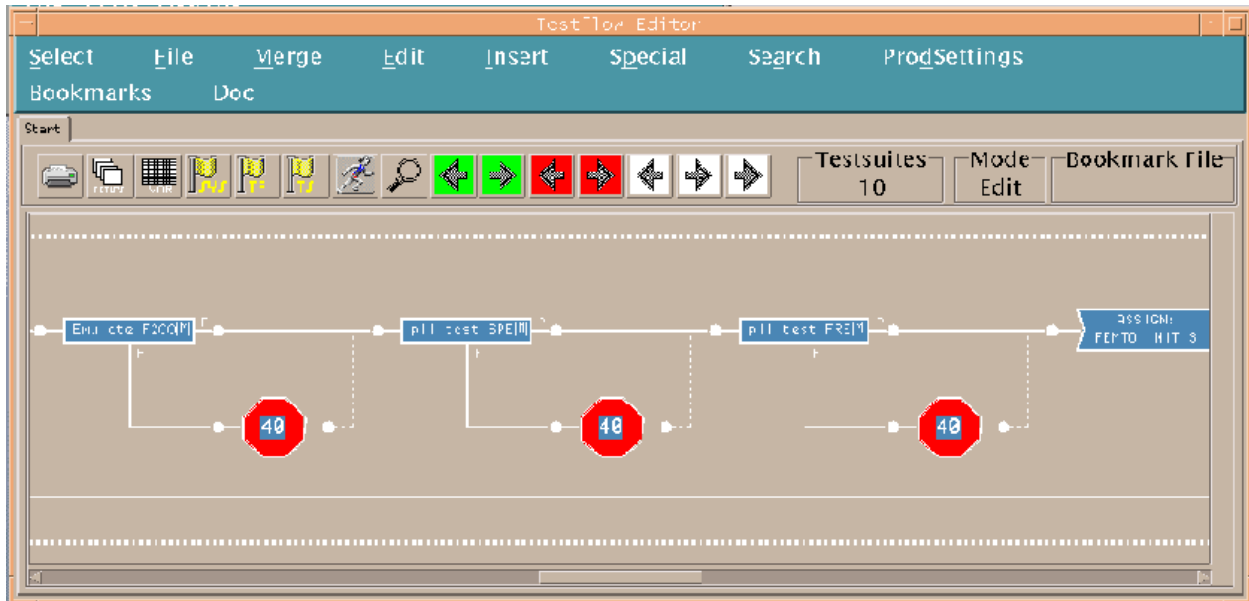 TestFlow Editor
Select File Merge Edit Insert Special Search ProdSettings
Bookmarks Doc
Start
Testsuites Mode Bookmark File
10 Edit
pll test SPE[M]
pll test FRE[M]
ASSIGN:
F
F
F
40
40
40